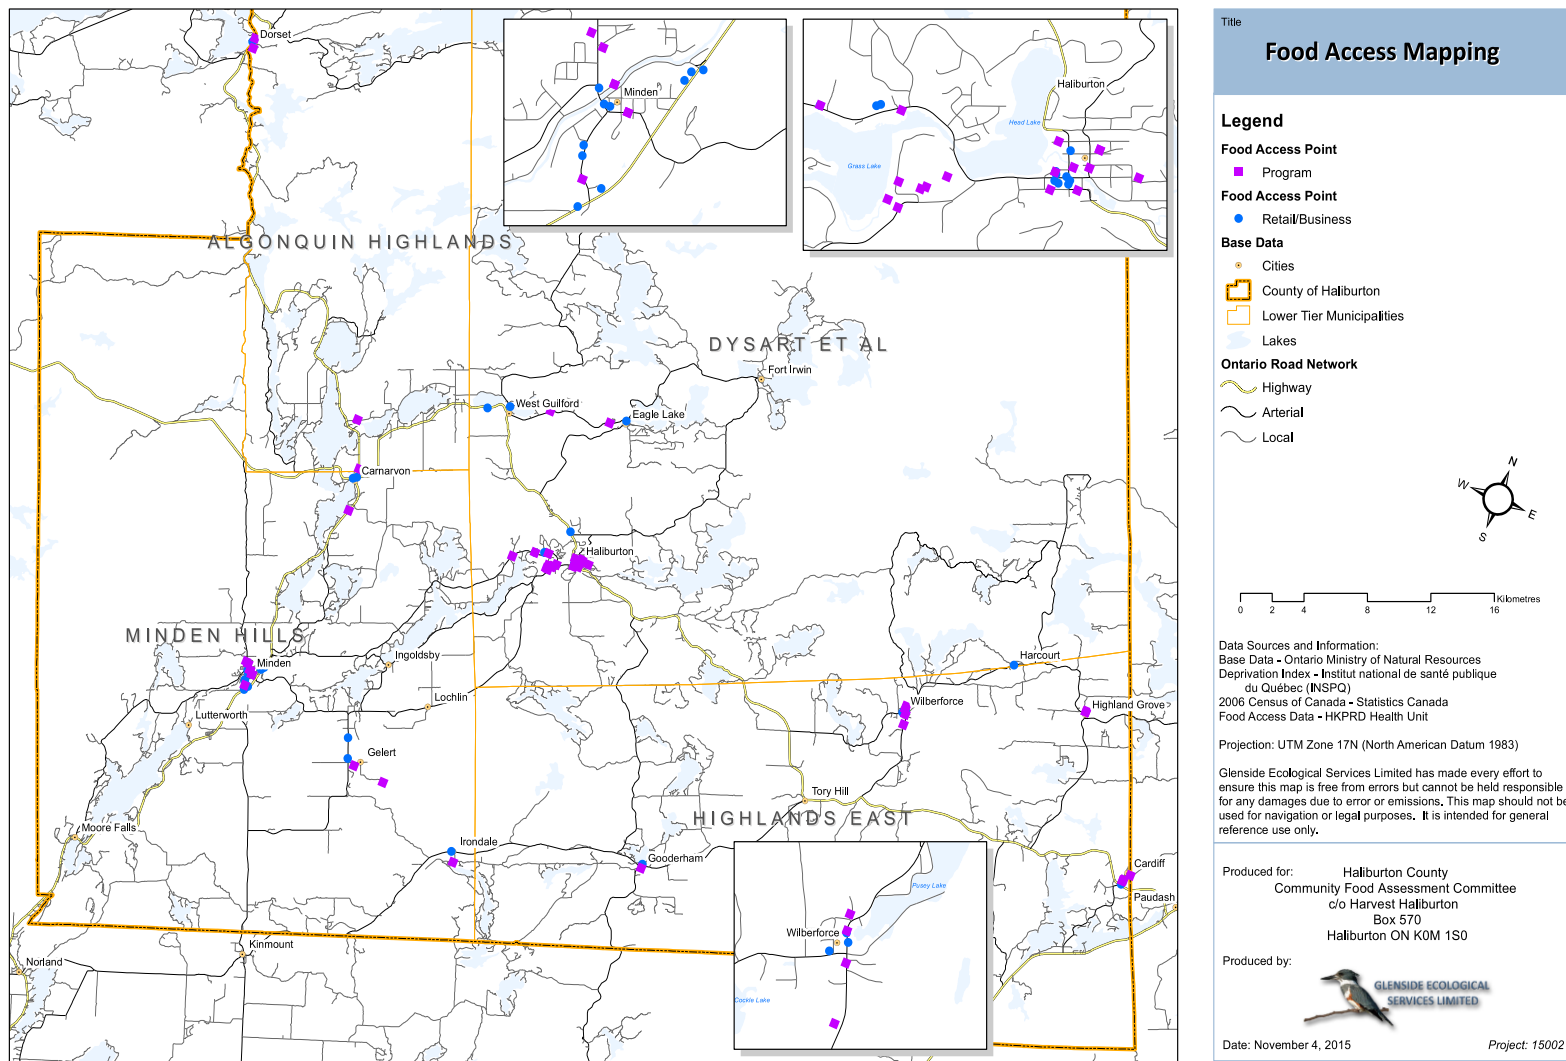 Dorset
ALGONQUIN HIGHLANDS
DYSART ET AL
Fort Irwin
West Guilford
Eagle Lake
Carnarvon
Haliburton
MINDEN HILLS
Minden
Ingoldsby
Harcourt
Lochlin
Wilberforce
Highland Grove
Lutterworth
Gelert
Tory Hill
HIGHLANDS EAST
Moore Falls
Irondale
Gooderham
Cardiff
Paudash
Kinmount
Norland
Minden
Haliburton
Head Lake
Grass Lake
Pusey Lake
Wilberforce
Cockle Lake
Title
Food Access Mapping
Legend
Food Access Point
Program
Food Access Point
Retail/Business
Base Data
Cities
County of Haliburton
Lower Tier Municipalities
Lakes
Ontario Road Network
Highway
Arterial
Local
N
W
E
S
Kilometres
0 2 4 8 12 16
Data Sources and Information:
Base Data - Ontario Ministry of Natural Resources
Deprivation Index - Institut national de santé publique
du Québec (INSPQ)
2006 Census of Canada - Statistics Canada
Food Access Data - HKPRD Health Unit
Projection: UTM Zone 17N (North American Datum 1983)
Glenside Ecological Services Limited has made every effort to
ensure this map is free from errors but cannot be held responsible
for any damages due to error or emissions. This map should not be
used for navigation or legal purposes. It is intended for general
reference use only.
Produced for:
Haliburton County
Community Food Assessment Committee
c/o Harvest Haliburton
Box 570
Haliburton ON K0M 1S0
Produced by:
GLENSIDE ECOLOGICAL
SERVICES LIMITED
Date: November 4, 2015
Project: 15002